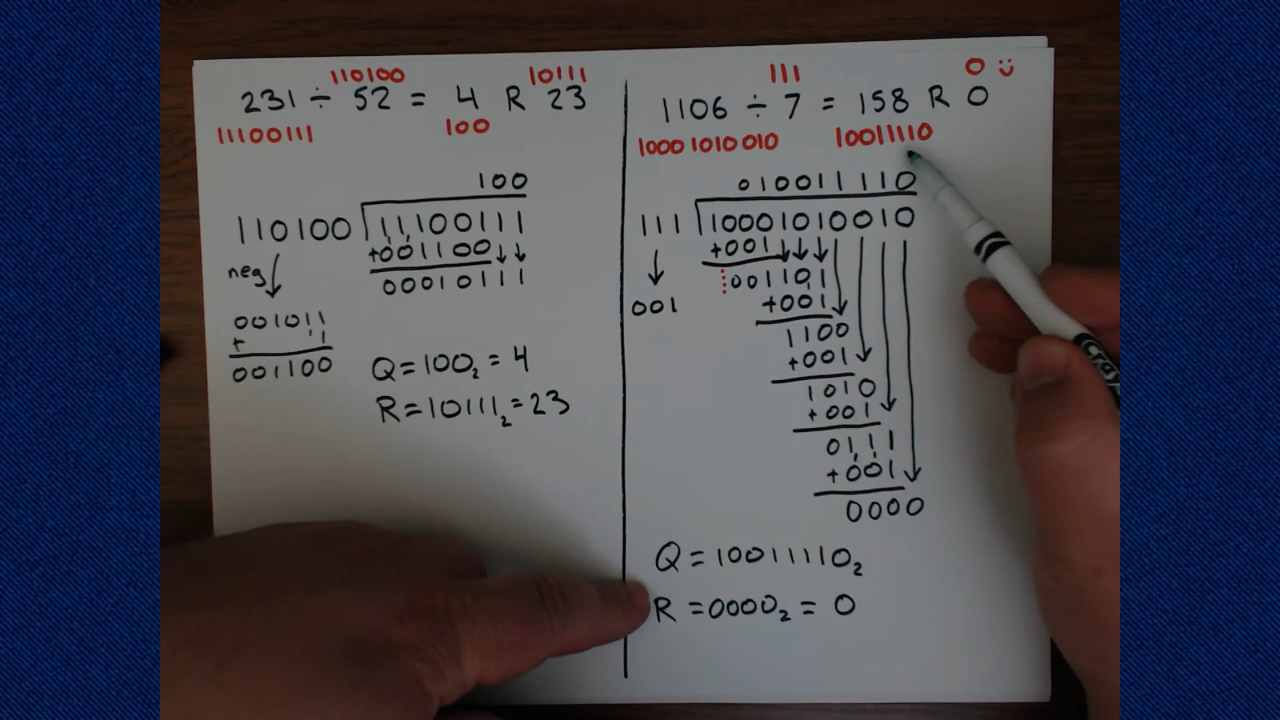 110100 10111
231 ÷ 52 = 4 R 23
11100111 100
100
110100 11100111
+001100
00010111
neg
001011
+ 1
001100
Q=100₂ = 4
R=10111₂=23
111 0 :)
1106 ÷ 7 = 158 R 0
10001010010 10011110
010011110
111 10001010010
+001
001101
001
+001
1100
+001
1010
+001
0111
+001
0000
Q=10011110₂
R=0000₂ = 0